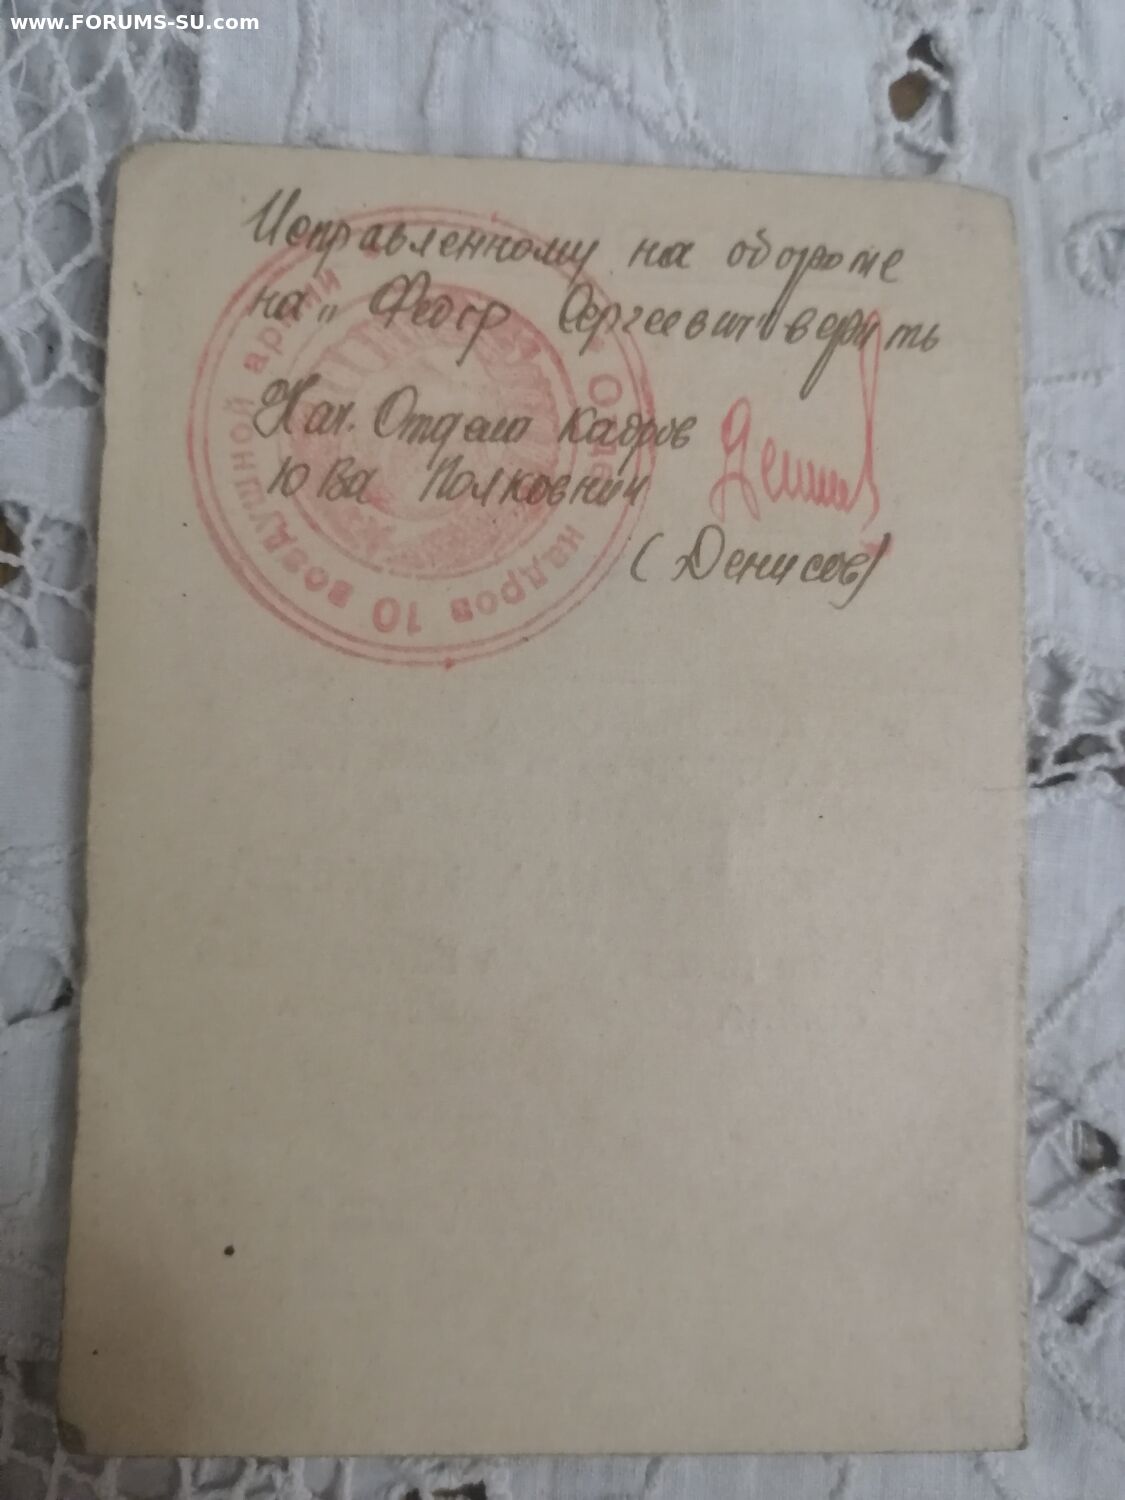 www.FORUMS-SU.com
Исправленному на обороте
на „Федор Сергеевич" верить
Нач. Отдела кадров
10 Ва Полковник
(Денисов)
Отдел кадров 10 воздушной армии